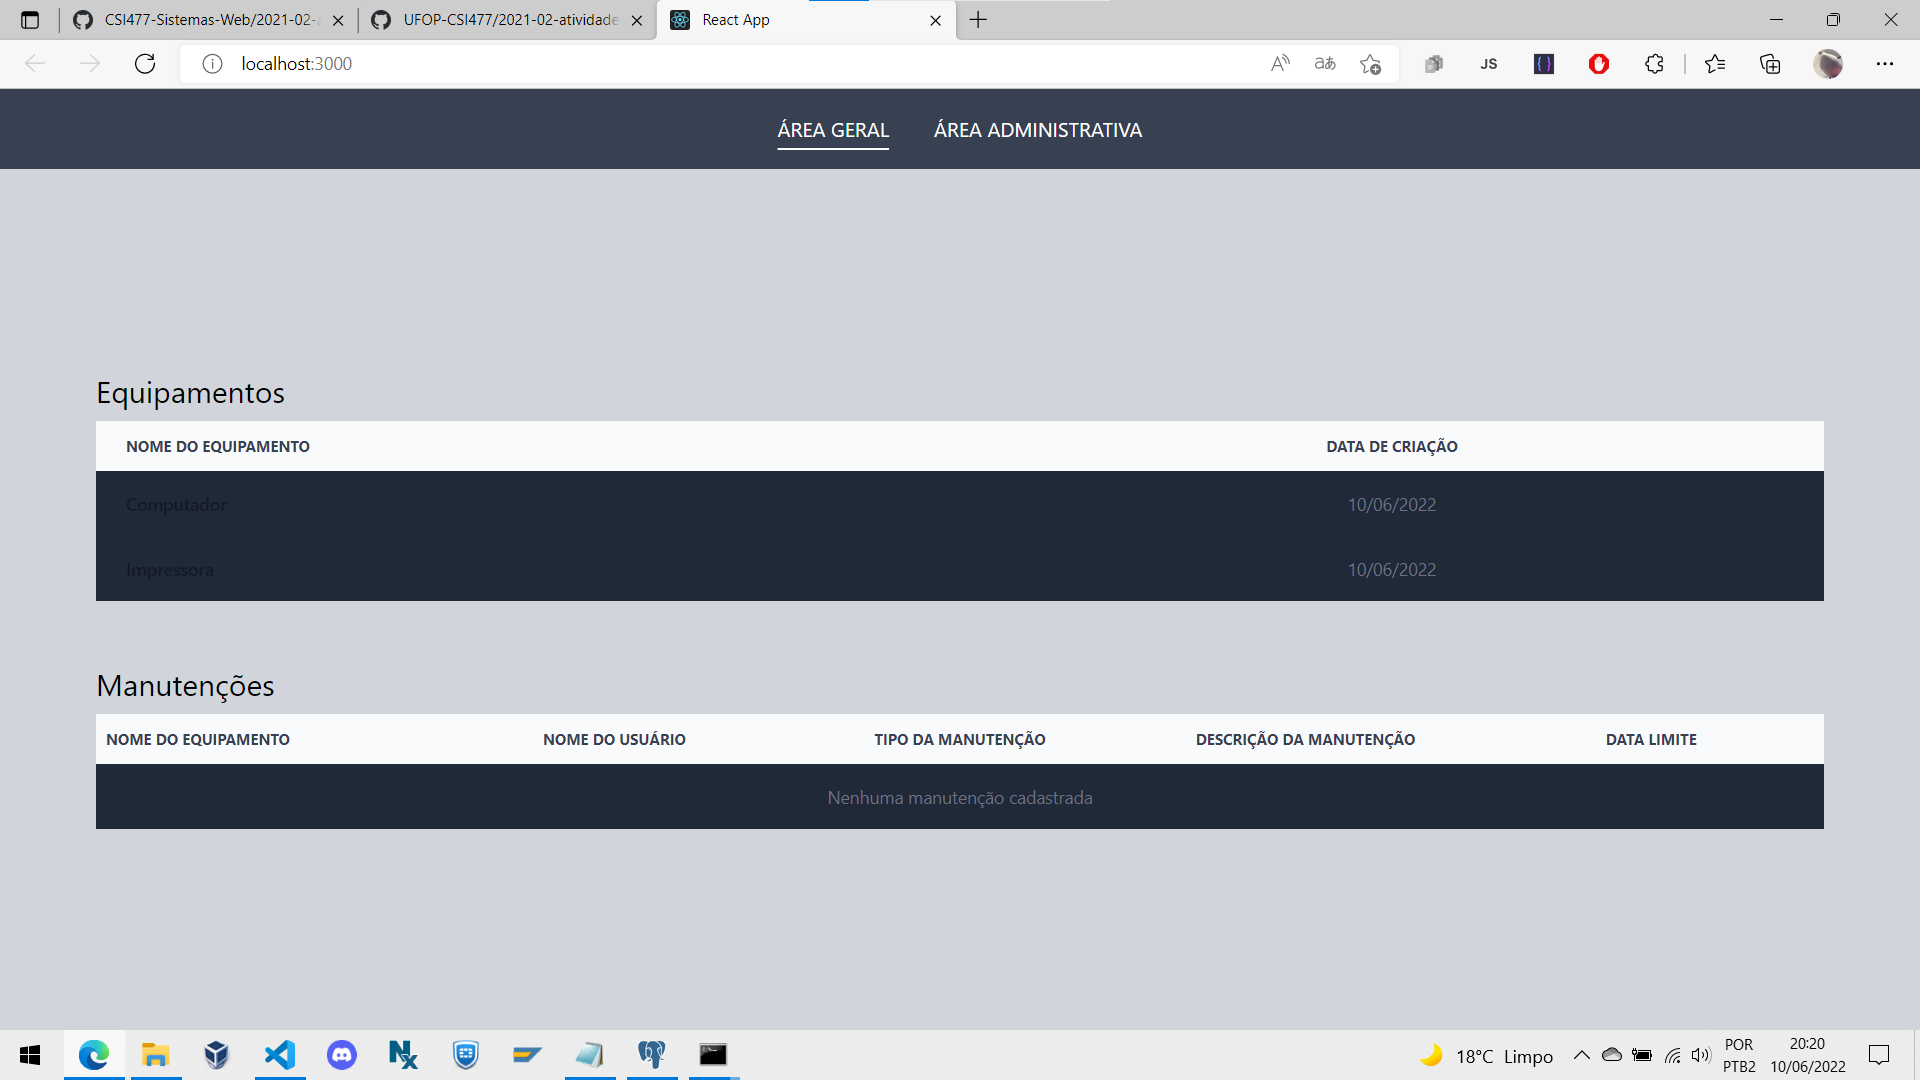 CSI477-Sistemas-Web/2021-02-a
UFOP-CSI477/2021-02-atividade
React App
localhost:3000
JS
ÁREA GERAL
ÁREA ADMINISTRATIVA
Equipamentos
NOME DO EQUIPAMENTO DATA DE CRIAÇÃO
Computador 10/06/2022
Impressora 10/06/2022
Manutenções
NOME DO EQUIPAMENTO NOME DO USUÁRIO TIPO DA MANUTENÇÃO DESCRIÇÃO DA MANUTENÇÃO DATA LIMITE
Nenhuma manutenção cadastrada
18°C Limpo
POR
PTB2
20:20
10/06/2022